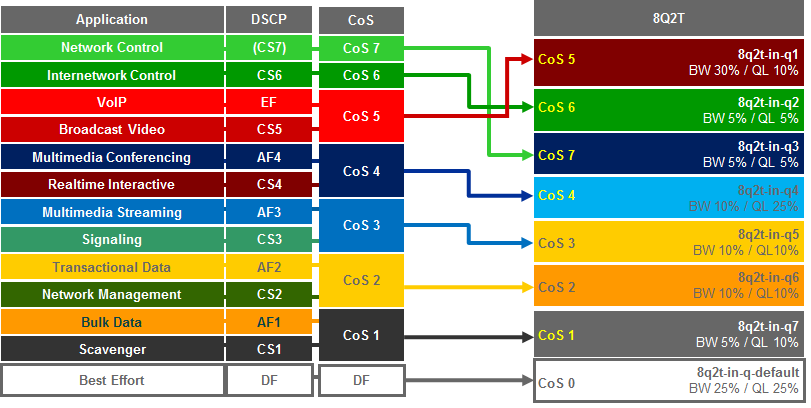 Application DSCP CoS 8Q2T
Network Control (CS7) CoS 7
Internetwork Control CS6 CoS 6
VoIP EF
CoS 5
Broadcast Video CS5
Multimedia Conferencing AF4
CoS 4
Realtime Interactive CS4
Multimedia Streaming AF3
CoS 3
Signaling CS3
Transactional Data AF2
CoS 2
Network Management CS2
Bulk Data AF1
CoS 1
Scavenger CS1
Best Effort DF DF
CoS 5 8q2t-in-q1
BW 30% / QL 10%
CoS 6 8q2t-in-q2
BW 5% / QL 5%
CoS 7 8q2t-in-q3
BW 5% / QL 5%
CoS 4 8q2t-in-q4
BW 10% / QL 25%
CoS 3 8q2t-in-q5
BW 10% / QL10%
CoS 2 8q2t-in-q6
BW 10% / QL10%
CoS 1 8q2t-in-q7
BW 5% / QL 10%
CoS 0 8q2t-in-q-default
BW 25% / QL 25%